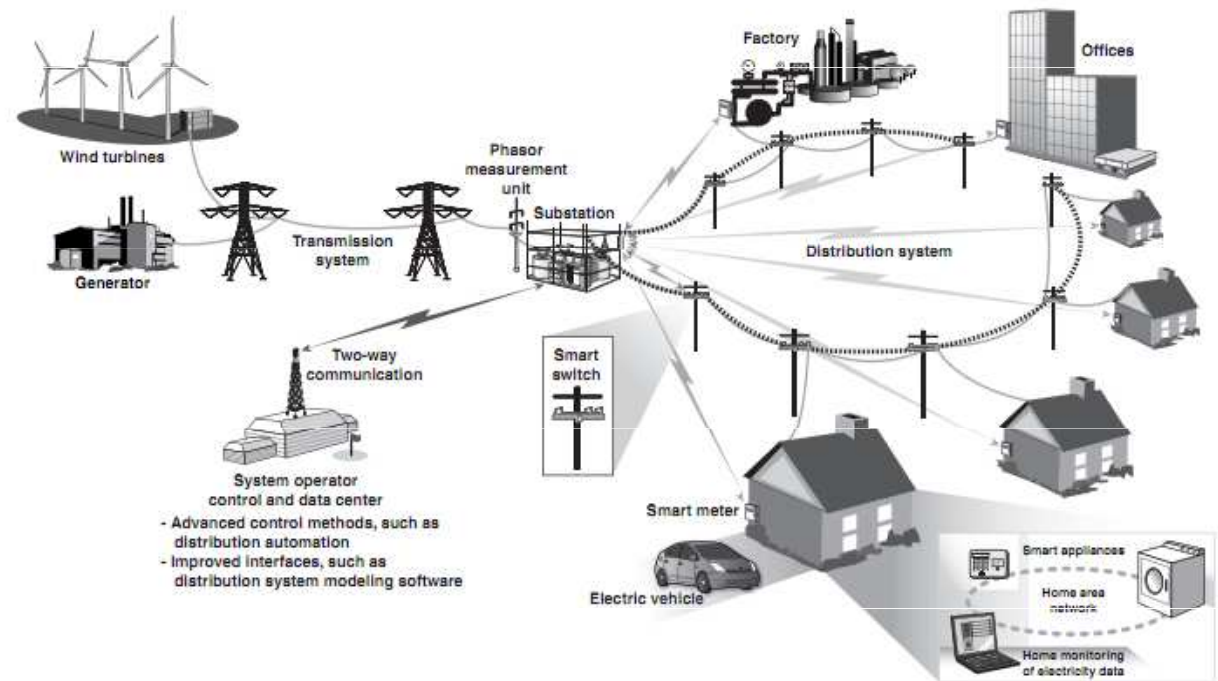 Factory
Offices
Wind turbines
Phasor
measurement
unit
Substation
Transmission
system
Distribution system
Generator
Two-way
communication
Smart
switch
System operator
control and data center
- Advanced control methods, such as
distribution automation
- Improved interfaces, such as
distribution system modeling software
Smart meter
Electric vehicle
Smart appliances
Home area
network
Home monitoring
of electricity data